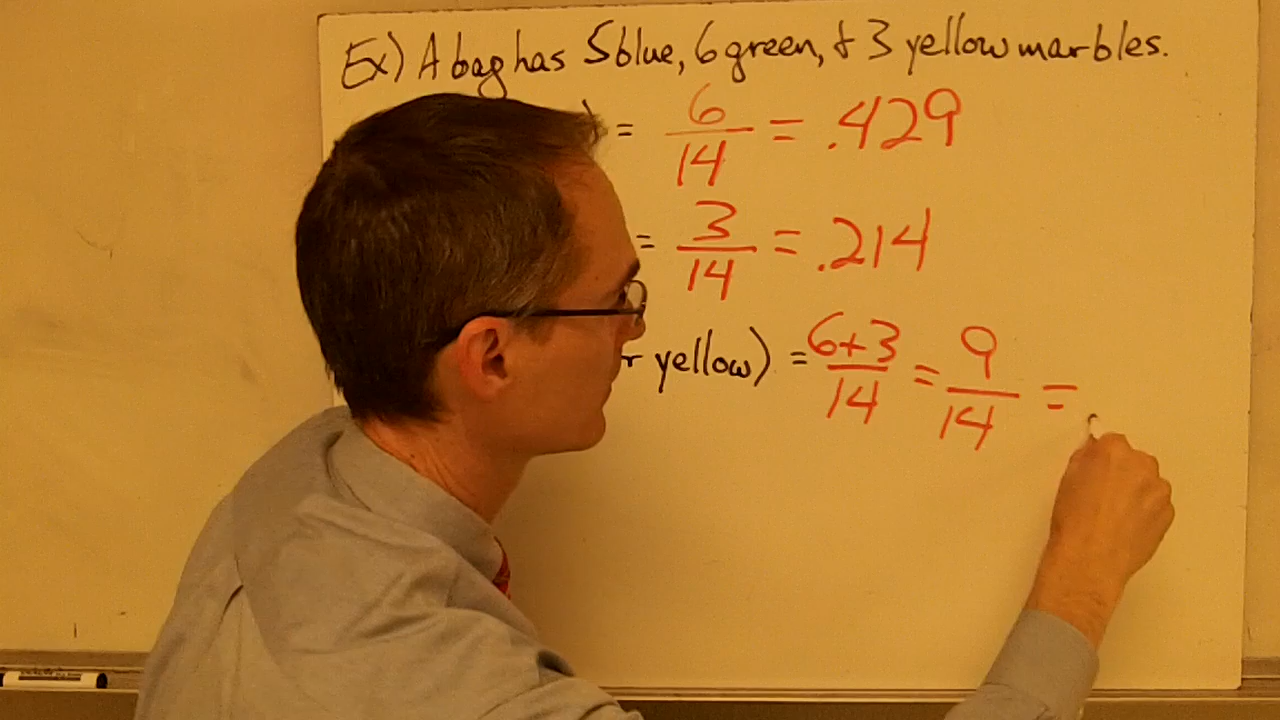 Ex) A bag has 5 blue, 6 green, & 3 yellow marbles.
) = 6/14 = .429
= 3/14 = .214
r yellow) = 6+3/14 = 9/14 =